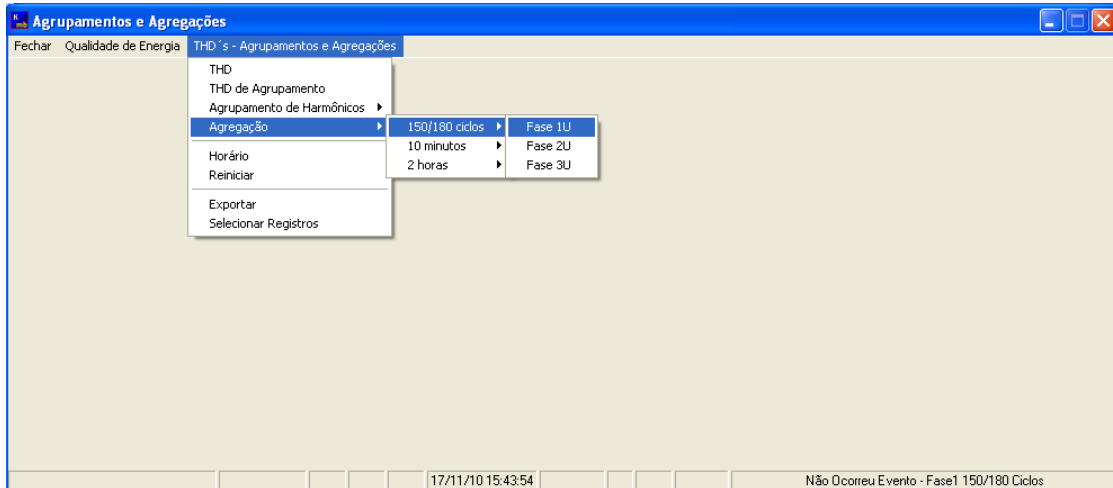 Agrupamentos e Agregações
Fechar Qualidade de Energia THD´s - Agrupamentos e Agregações
THD
THD de Agrupamento
Agrupamento de Harmônicos
Agregação
150/180 ciclos
Fase 1U
10 minutos
Fase 2U
2 horas
Fase 3U
Horário
Reiniciar
Exportar
Selecionar Registros
17/11/10 15:43:54
Não Ocorreu Evento - Fase1 150/180 Ciclos